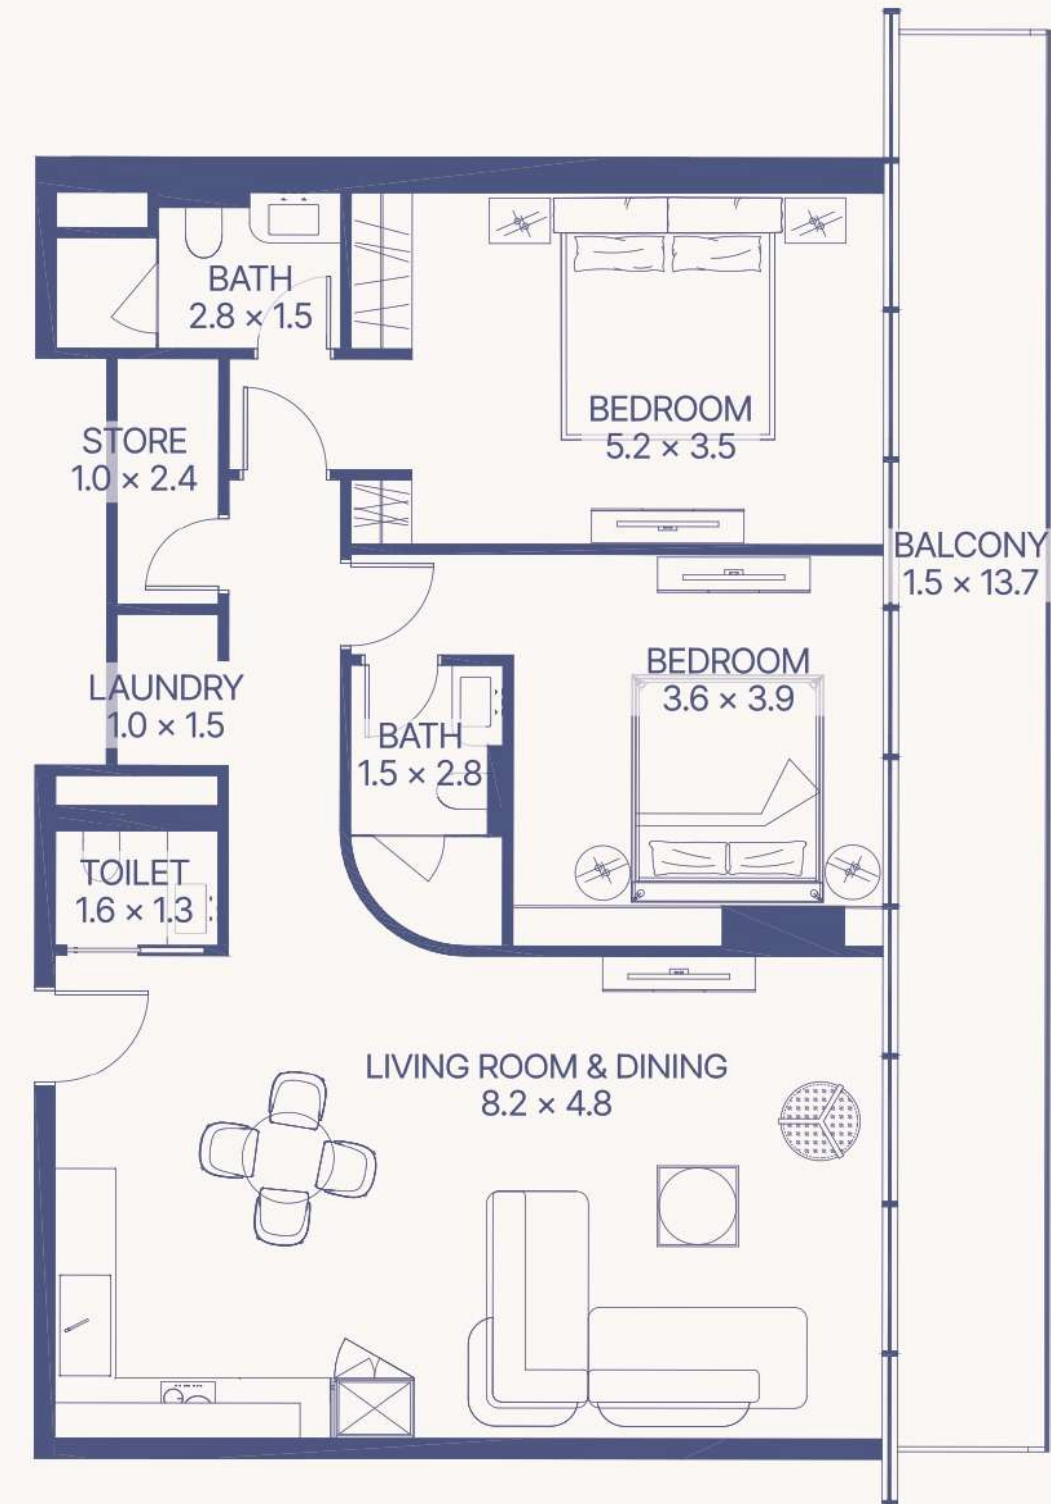 BATH
2.8 × 1.5
BEDROOM
5.2 × 3.5
STORE
1.0 × 2.4
BALCONY
1.5 × 13.7
LAUNDRY
1.0 × 1.5
BEDROOM
3.6 × 3.9
BATH
1.5 × 2.8
TOILET
1.6 × 1.3
LIVING ROOM & DINING
8.2 × 4.8